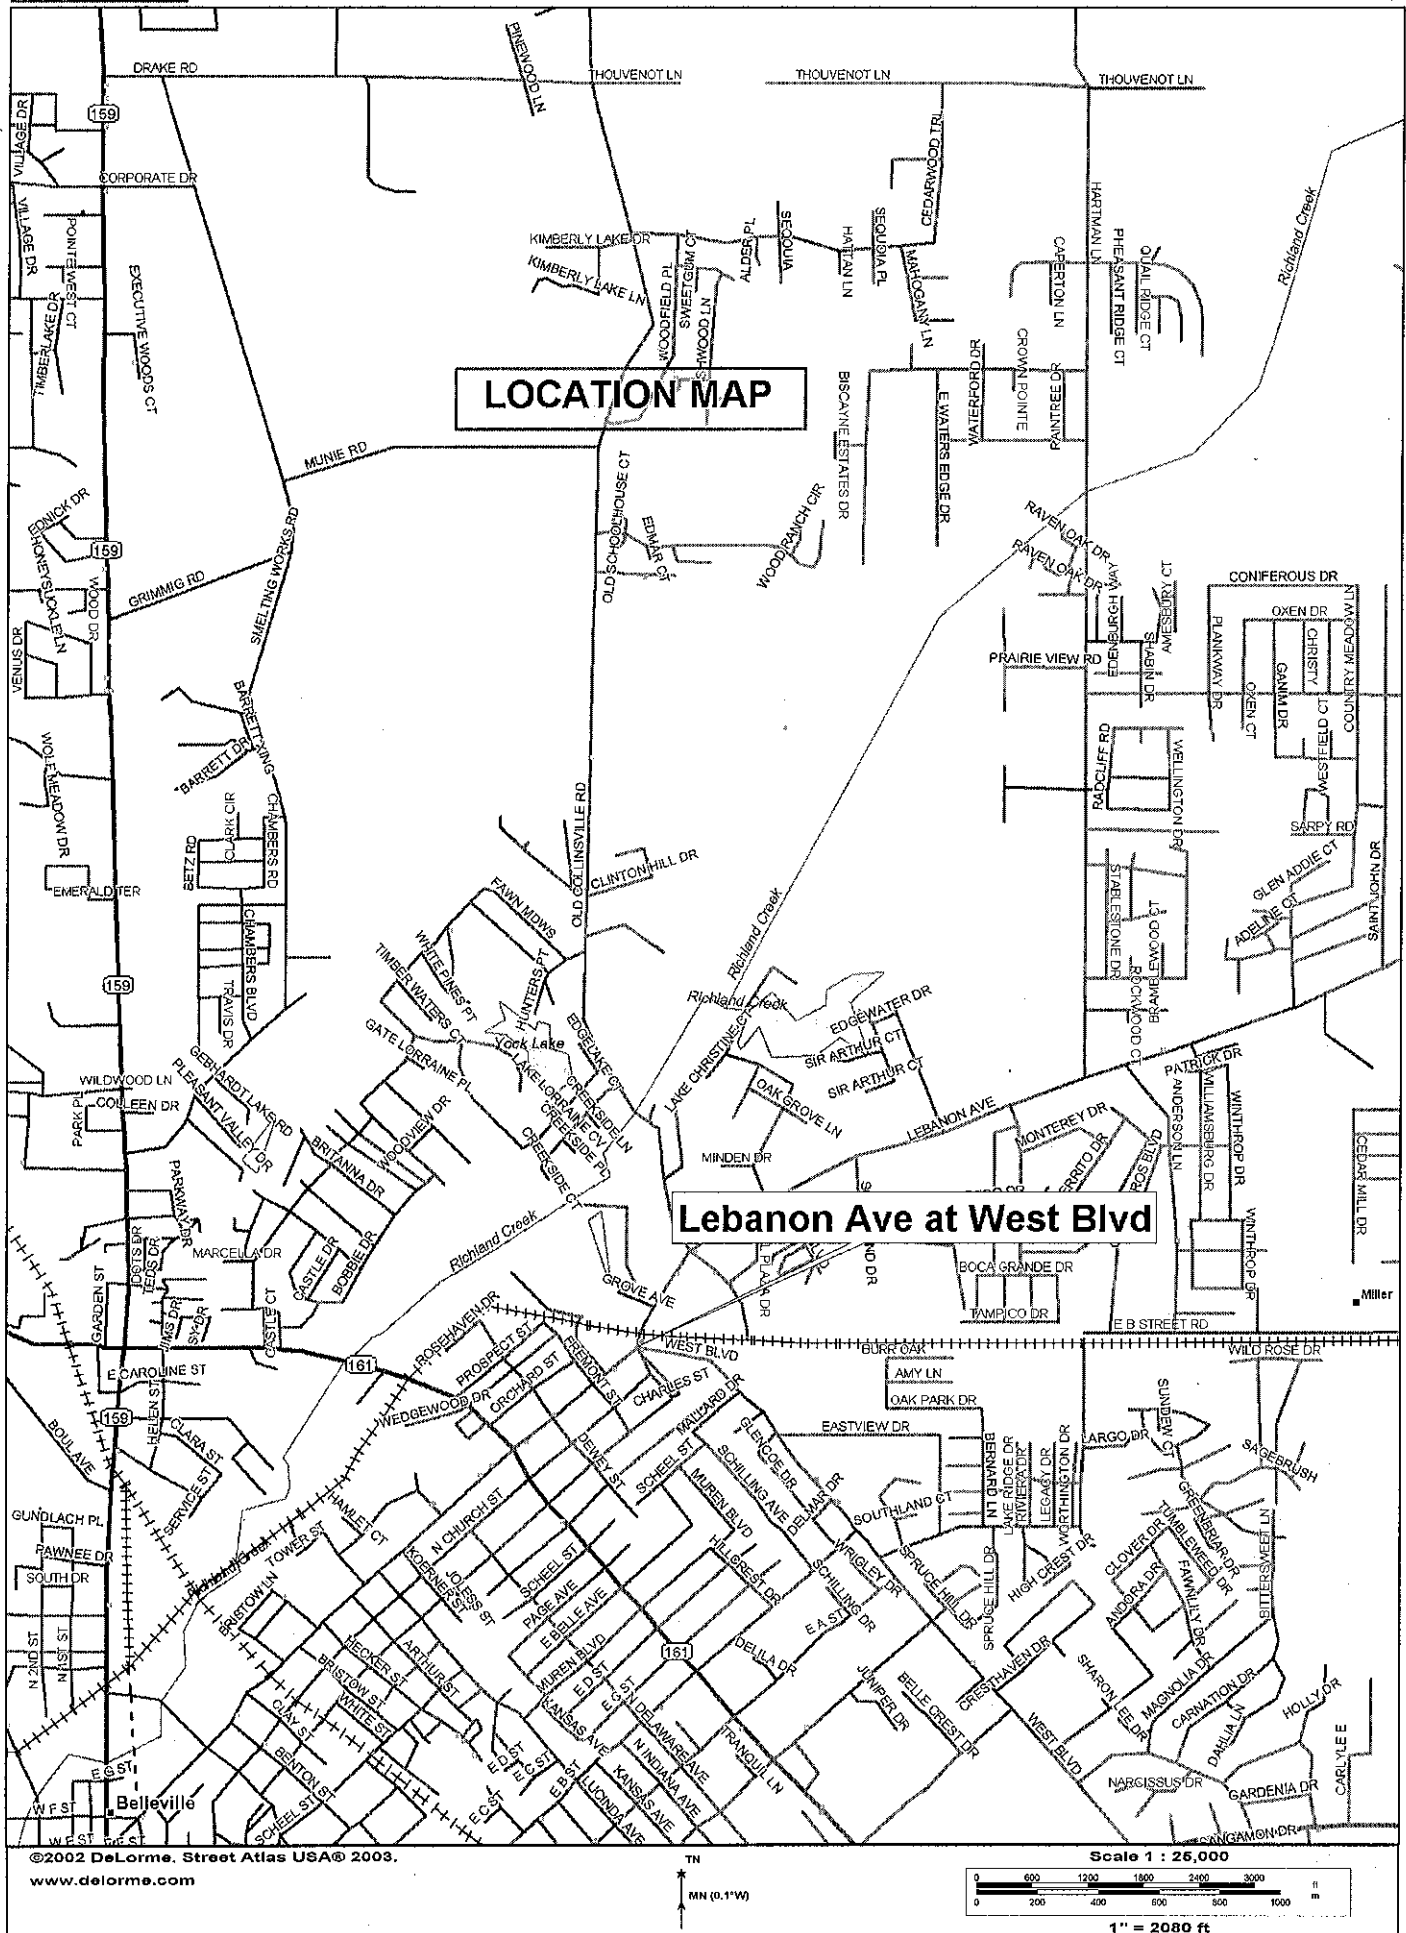 DRAKE RD
PINEWOOD LN
THOUVENOT LN
THOUVENOT LN
THOUVENOT LN
159
VILLAGE DR
CORPORATE DR
VILLAGE DR
POINTE WEST CT
TIMBERLAKE DR
EXECUTIVE WOODS CT
KIMBERLY LAKE DR
KIMBERLY LAKE LN
WOODFIELD PL
SWEETGUM CT
ALDER PL
SEQUOIA
HATTAN LN
SEQUOIA PL
CEDARWOOD TRL
MAHOGANY LN
HARTMAN LN
CAPERTON LN
PHEASANT RIDGE CT
QUAIL RIDGE CT
Richland Creek
LOCATION MAP
BISCAYNE ESTATES DR
E WATERS EDGE DR
WATERFORD DR
CROWN POINTE
RAINTREE DR
MUNIE RD
EDNICK DR
HONEYSUCKLE LN
159
WOOD DR
VENUS DR
GRIMMIG RD
SMELTING WORKS RD
OLD SCHOOLHOUSE CT
EDMAR CT
WOOD RANCH CIR
RAVEN OAK DR
RAVEN OAK DR
EDENBURGH WAY
AMESBURY CT
SHABIN DR
PRAIRIE VIEW RD
CONIFEROUS DR
PLANKWAY DR
OXEN DR
OXEN CT
GANIM DR
CHRISTY
WESTFIELD CT
COUNTRY MEADOW LN
BARRETT XING
BARRETT DR
WOLF MEADOW DR
RADCLIFF RD
WELLINGTON DR
SARPY RD
SAINT JOHN DR
BETZ RD
CLARK CIR
CHAMBERS RD
CHAMBERS BLVD
EMERALD TER
OLD COLLINSVILLE RD
CLINTON HILL DR
FAWN MDWS
GLEN ADDIE CT
ADELINE CT
STABLESTONE DR
BRAMBLEWOOD CT
ROCKWOOD CT
159
TRAVIS DR
WHITE PINES PT
TIMBER WATERS CT
HUNTERS PT
Richland Creek
Richland Creek
EDGEWATER DR
SIR ARTHUR CT
SIR ARTHUR CT
GATE LORRAINE PL
Yock Lake
EDGELAKE CT
LAKE CHRISTINE CT
OAK GROVE LN
LAKE LORRAINE CV
CREEKSIDE LN
CREEKSIDE PL
CREEKSIDE CT
GEBHARDT LAKE RD
PLEASANT VALLEY DR
WILDWOOD LN
COLLEEN DR
PARK PL
BRITANNA DR
WOODVIEW DR
LEBANON AVE
MONTEREY DR
PATRICK DR
ANDERSON LN
WILLIAMSBURG DR
WINTHROP DR
WINTHROP DR
CEDAR MILL DR
MINDEN DR
Lebanon Ave at West Blvd
PARKWAY DR
DOTS DR
TEDS DR
MARCELLA DR
CASTLE DR
BOBBIE DR
Richland Creek
GROVE AVE
BOCA GRANDE DR
TAMPICO DR
Miller
GARDEN ST
JIMS DR
CASTLE CT
E CAROLINE ST
161
ROSEHAVEN DR
PROSPECT ST
ORCHARD ST
WEDGEWOOD DR
FREMONT ST
WEST BLVD
CHARLES ST
MALLARD DR
E B STREET RD
BURR OAK
AMY LN
OAK PARK DR
EASTVIEW DR
WILD ROSE DR
159
BOUL AVE
HELEN ST
CLARA ST
SERVICE ST
DEWEY ST
SCHEEL ST
GLENCOE DR
SCHILLING AVE
MUREN BLVD
DELMAR DR
SOUTHLAND CT
BERNARD LN
LAKE RIDGE DR
RIVIERA DR
LEGACY DR
WORTHINGTON DR
LARGO DR
SUNDEW CT
SAGEBRUSH
GREENBRIAR DR
TUMBLEWEED DR
BITTERSWEET LN
GUNDLACH PL
PAWNEE DR
SOUTH DR
N 2ND ST
N 1ST ST
HAMLET CT
TOWER ST
N CHURCH ST
KOERNER ST
JOLESS ST
SCHEEL ST
PAGE AVE
E BELLE AVE
MUREN BLVD
HILLCREST DR
SCHILLING DR
WRIGLEY DR
SPRUCE HILL DR
SPRUCE HILL DR
HIGH CREST DR
CLOVER DR
ANDORA DR
FAWNLILY DR
BRISTOW LN
HECKER ST
BRISTOW ST
WHITE ST
CLAY ST
ARTHUR ST
E D ST
KANSAS AVE
161
DELILA DR
E A ST
JUNIPER DR
BELLE CREST DR
CRESTHAVEN DR
SHARON LEE DR
MAGNOLIA DR
CARNATION DR
DAHLIA LN
HOLLY DR
BENTON ST
SCHEEL ST
E D ST
E C ST
E C ST
E B ST
LUCINDA AVE
KANSAS AVE
N INDIANA AVE
N DELAWARE AVE
TRANQUIL LN
WEST BLVD
NARCISSUS DR
GARDENIA DR
CARLYLE E
SANGAMON DR
E G ST
W F ST
Belleville
W E ST
E E ST
©2002 DeLorme. Street Atlas USA® 2003.
www.delorme.com
TN
MN (0.1°W)
Scale 1 : 25,000
0 600 1200 1800 2400 3000 ft
0 200 400 600 800 1000 m
1" = 2080 ft